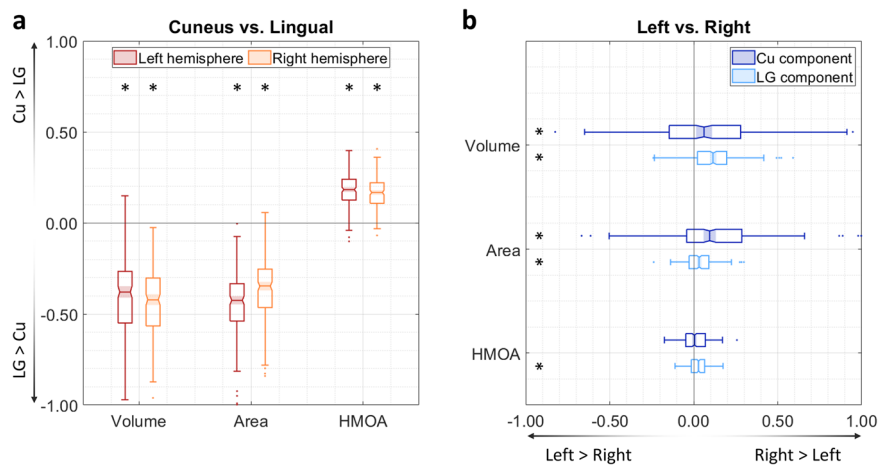 a
Cuneus vs. Lingual
Cu > LG
LG > Cu
1.00
0.50
0.00
-0.50
-1.00
Left hemisphere Right hemisphere
* * * * * *
Volume Area HMOA
b
Left vs. Right
Cu component
LG component
Volume
*
*
Area
*
*
HMOA
*
-1.00 -0.50 0.00 0.50 1.00
Left > Right Right > Left